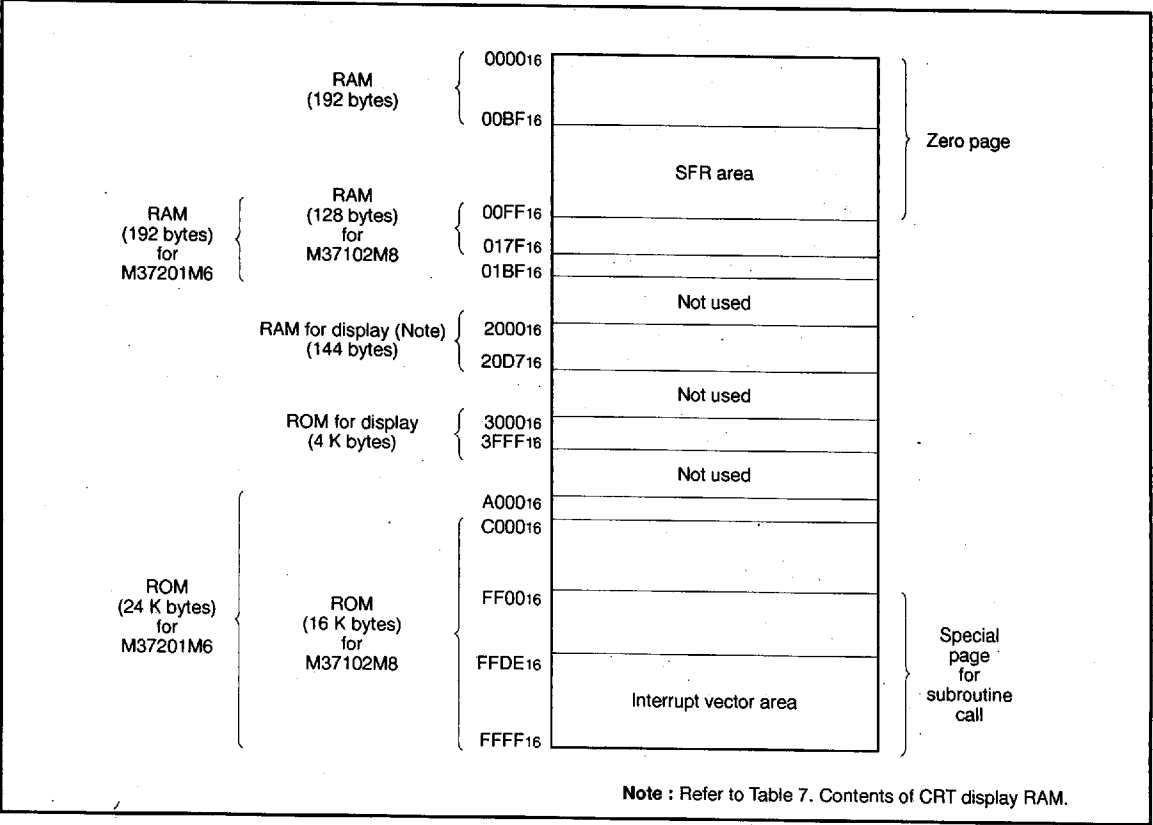 RAM
(192 bytes)
000016
00BF16
Zero page
SFR area
RAM
(192 bytes)
for
M37201M6
RAM
(128 bytes)
for
M37102M8
00FF16
017F16
01BF16
Not used
RAM for display (Note)
(144 bytes)
200016
20D716
Not used
ROM for display
(4 K bytes)
300016
3FFF16
Not used
A00016
C00016
ROM
(24 K bytes)
for
M37201M6
ROM
(16 K bytes)
for
M37102M8
FF0016
FFDE16
Interrupt vector area
FFFF16
Special
page
for
subroutine
call
Note : Refer to Table 7. Contents of CRT display RAM.